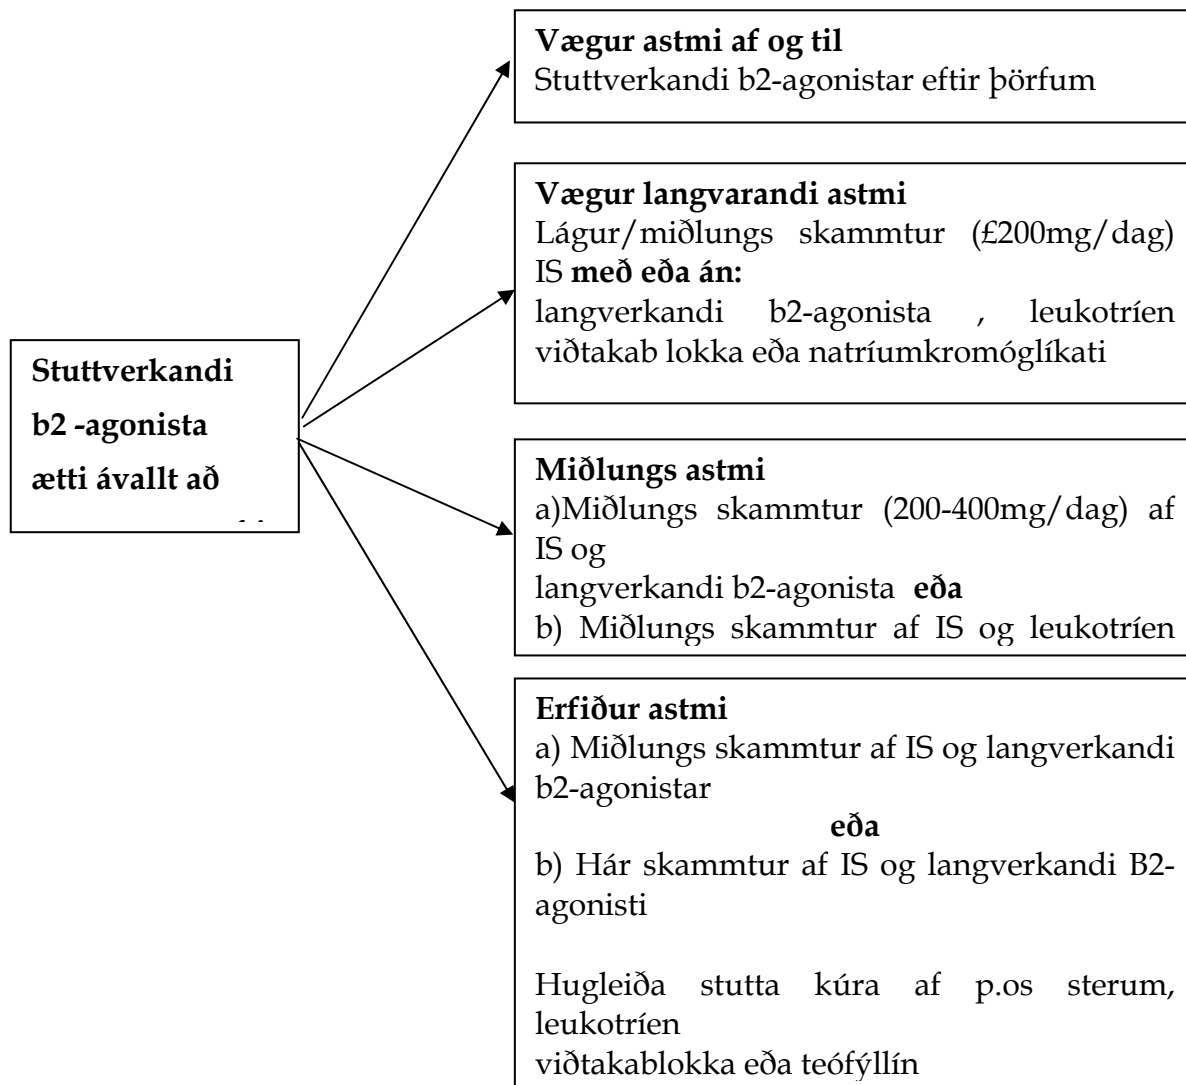 Vægur astmi af og til
Stuttverkandi b2-agonistar eftir þörfum
Vægur langvarandi astmi
Lágur/miðlungs skammtur (£200mg/dag)
IS með eða án:
langverkandi b2-agonista , leukotríen
viðtakab lokka eða natríumkromóglíkati
Stuttverkandi
b2 -agonista
ætti ávallt að
Miðlungs astmi
a)Miðlungs skammtur (200-400mg/dag) af
IS og
langverkandi b2-agonista eða
b) Miðlungs skammtur af IS og leukotríen
Erfiður astmi
a) Miðlungs skammtur af IS og langverkandi
b2-agonistar
eða
b) Hár skammtur af IS og langverkandi B2-
agonisti
Hugleiða stutta kúra af p.os sterum,
leukotríen
viðtakablokka eða teófýllín